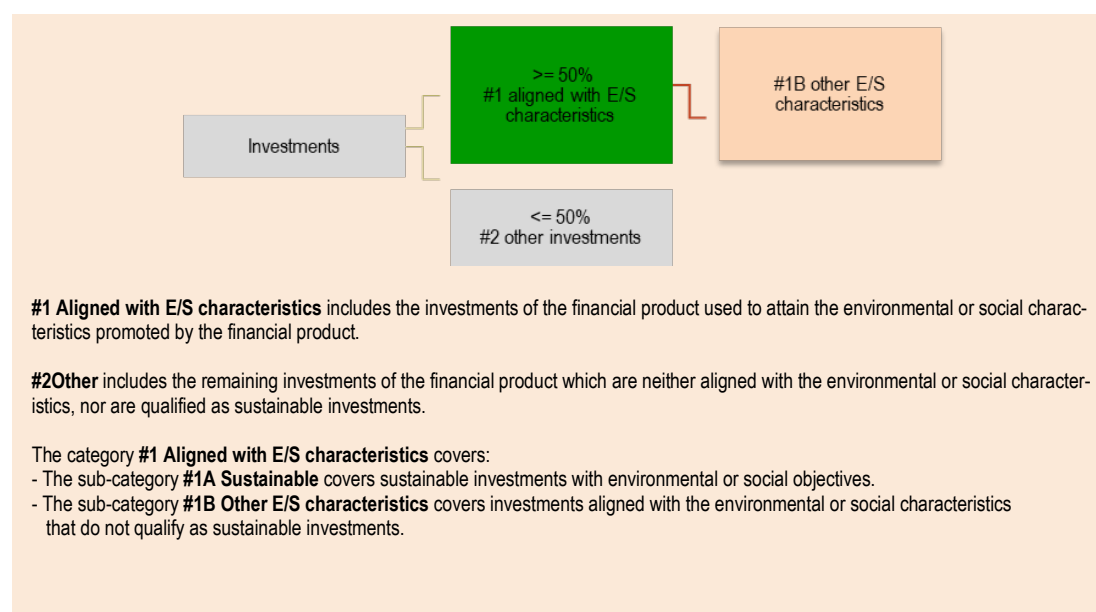 >= 50%
#1 aligned with E/S
characteristics
#1B other E/S
characteristics
Investments
<= 50%
#2 other investments
#1 Aligned with E/S characteristics includes the investments of the financial product used to attain the environmental or social charac-
teristics promoted by the financial product.
#2Other includes the remaining investments of the financial product which are neither aligned with the environmental or social character-
istics, nor are qualified as sustainable investments.
The category #1 Aligned with E/S characteristics covers:
- The sub-category #1A Sustainable covers sustainable investments with environmental or social objectives.
- The sub-category #1B Other E/S characteristics covers investments aligned with the environmental or social characteristics
that do not qualify as sustainable investments.